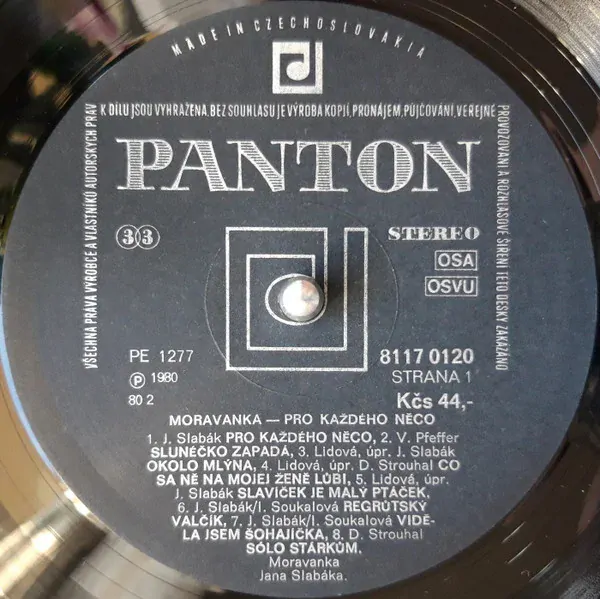 MADE IN CZECHOSLOVAKIA
VŠECHNA PRÁVA VÝROBCE A VLASTNÍKŮ AUTORSKÝCH PRÁV
K DÍLU JSOU VYHRAZENA. BEZ SOUHLASU JE VÝROBA KOPIÍ, PRONÁJEM, PŮJČOVÁNÍ, VEŘEJNÉ
PROVOZOVÁNÍ A ROZHLASOVÉ ŠÍŘENÍ TÉTO DESKY ZAKÁZÁNO
PANTON
33
STEREO
OSA
OSVU
PE 1277
8117 0120
Ⓟ 1980
STRANA 1
80 2
Kčs 44,-
MORAVANKA — PRO KAŽDÉHO NĚCO
1. J. Slabák PRO KAŽDÉHO NĚCO, 2. V. Pfeffer
SLUNÉČKO ZAPADÁ, 3. Lidová, úpr. J. Slabák
OKOLO MLÝNA, 4. Lidová, úpr. D. Strouhal CO
SA NĚ NA MOJEJ ŽENĚ LÚBI, 5. Lidová, úpr.
J. Slabák SLAVÍČEK JE MALÝ PTÁČEK,
6. J. Slabák/I. Soukalová REGRÚTSKÝ
VALČÍK, 7. J. Slabák/I. Soukalová VIDĚ-
LA JSEM ŠOHAJÍČKA, 8. D. Strouhal
SÓLO STÁRKŮM,
Moravanka
Jana Slabáka.